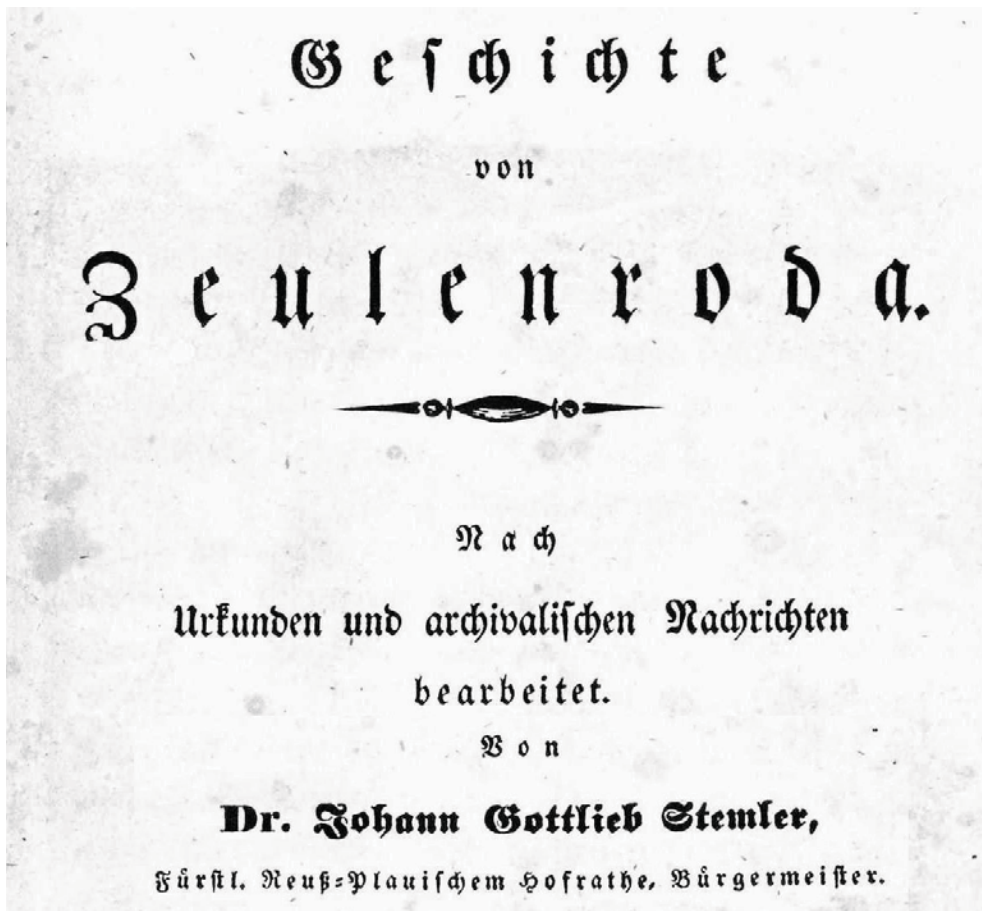 Geſchichte
von
Zeulenroda.
Nach
Urkunden und archivaliſchen Nachrichten
bearbeitet.
Von
Dr. Johann Gottlieb Stemler,
Fürſtl. Reuß=Plauiſchem Hofrathe, Bürgermeiſter.